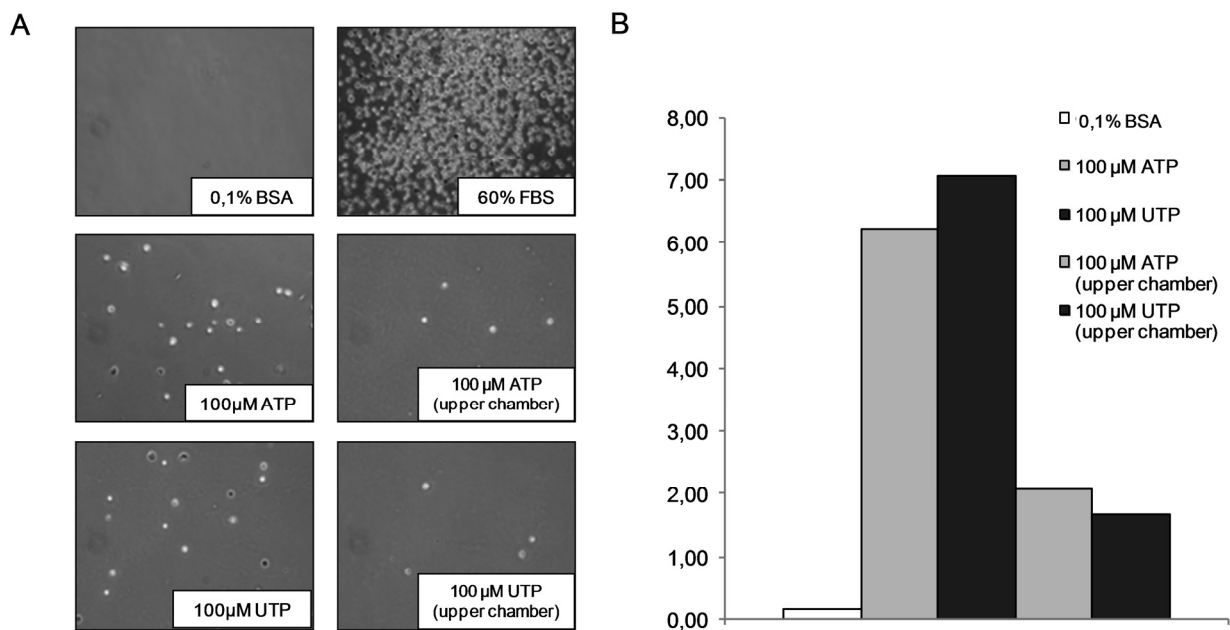 A
0,1% BSA
60% FBS
100µM ATP
100 µM ATP
(upper chamber)
100µM UTP
100 µM UTP
(upper chamber)
B
8,00
7,00
6,00
5,00
4,00
3,00
2,00
1,00
0,00
0,1% BSA
100 µM ATP
100 µM UTP
100 µM ATP
(upper chamber)
100 µM UTP
(upper chamber)